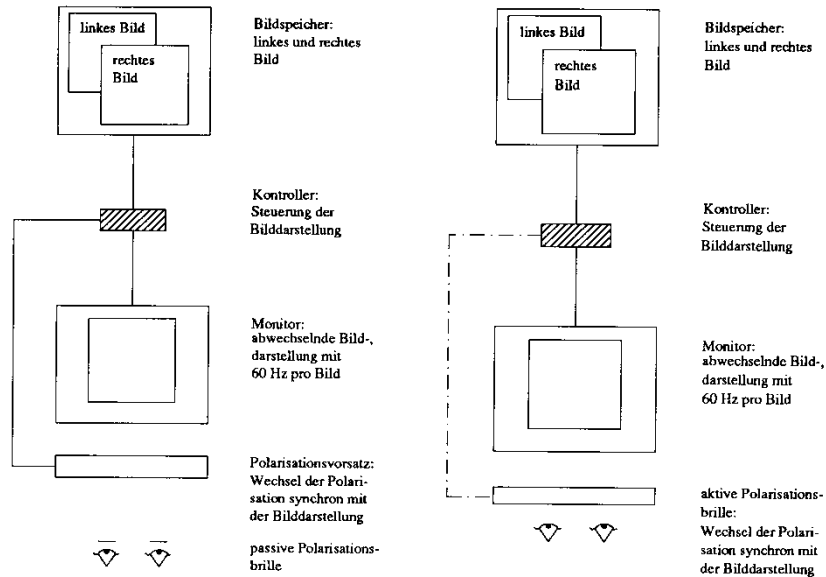 linkes Bild
rechtes
Bild
Bildspeicher:
linkes und rechtes
Bild
Kontroller:
Steuerung der
Bilddarstellung
Monitor:
abwechselnde Bild-,
darstellung mit
60 Hz pro Bild
Polarisationsvorsatz:
Wechsel der Polari-
sation synchron mit
der Bilddarstellung
passive Polarisations-
brille
linkes Bild
rechtes
Bild
Bildspeicher:
linkes und rechtes
Bild
Kontroller:
Steuerung der
Bilddarstellung
Monitor:
abwechselnde Bild-,
darstellung mit
60 Hz pro Bild
aktive Polarisations-
brille:
Wechsel der Polari-
sation synchron mit
der Bilddarstellung